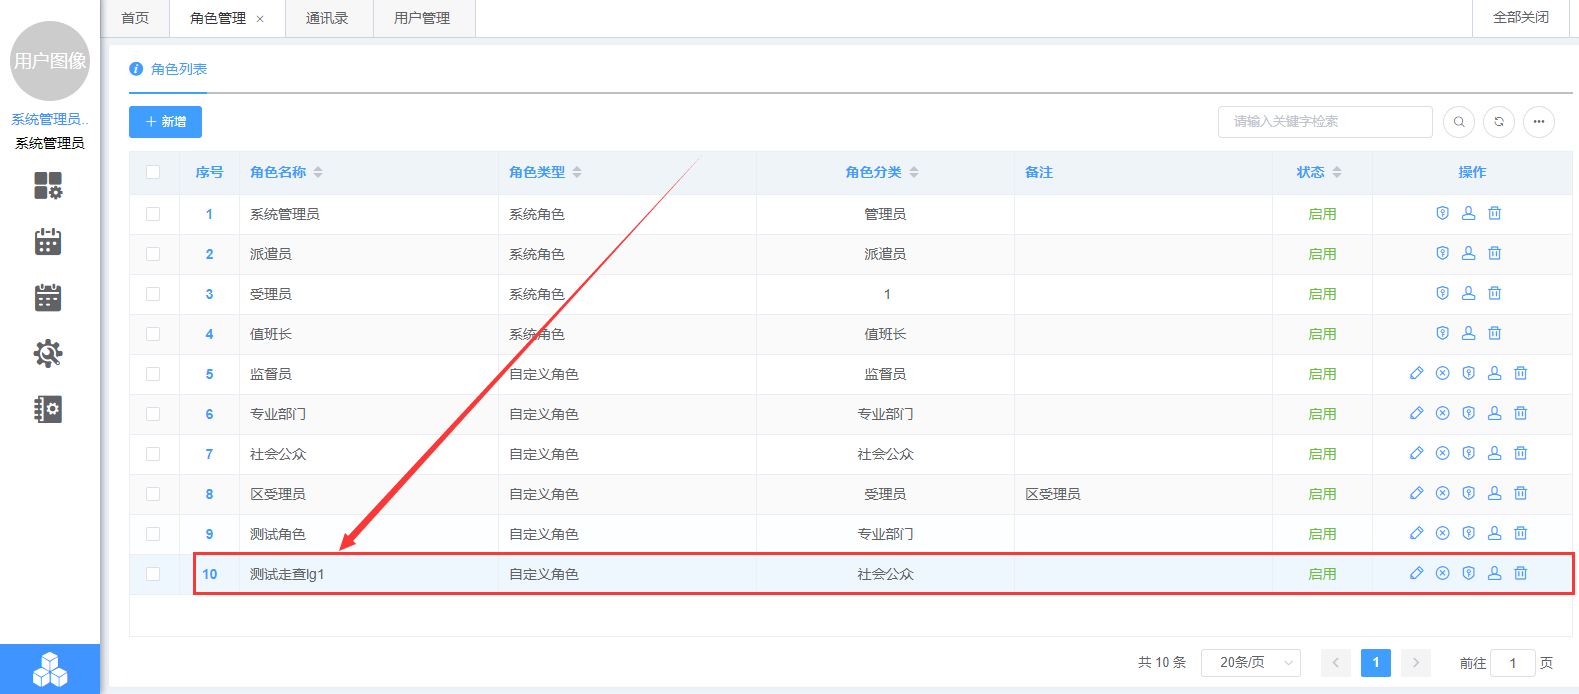 首页 角色管理 × 通讯录 用户管理 全部关闭
用户图像
系统管理员..
系统管理员
角色列表
+ 新增 请输入关键字检索
序号 角色名称 角色类型 角色分类 备注 状态 操作
1 系统管理员 系统角色 管理员 启用
2 派遣员 系统角色 派遣员 启用
3 受理员 系统角色 1 启用
4 值班长 系统角色 值班长 启用
5 监督员 自定义角色 监督员 启用
6 专业部门 自定义角色 专业部门 启用
7 社会公众 自定义角色 社会公众 启用
8 区受理员 自定义角色 受理员 区受理员 启用
9 测试角色 自定义角色 专业部门 启用
10 测试走查lg1 自定义角色 社会公众 启用
共 10 条 20条/页 < 1 > 前往 1 页